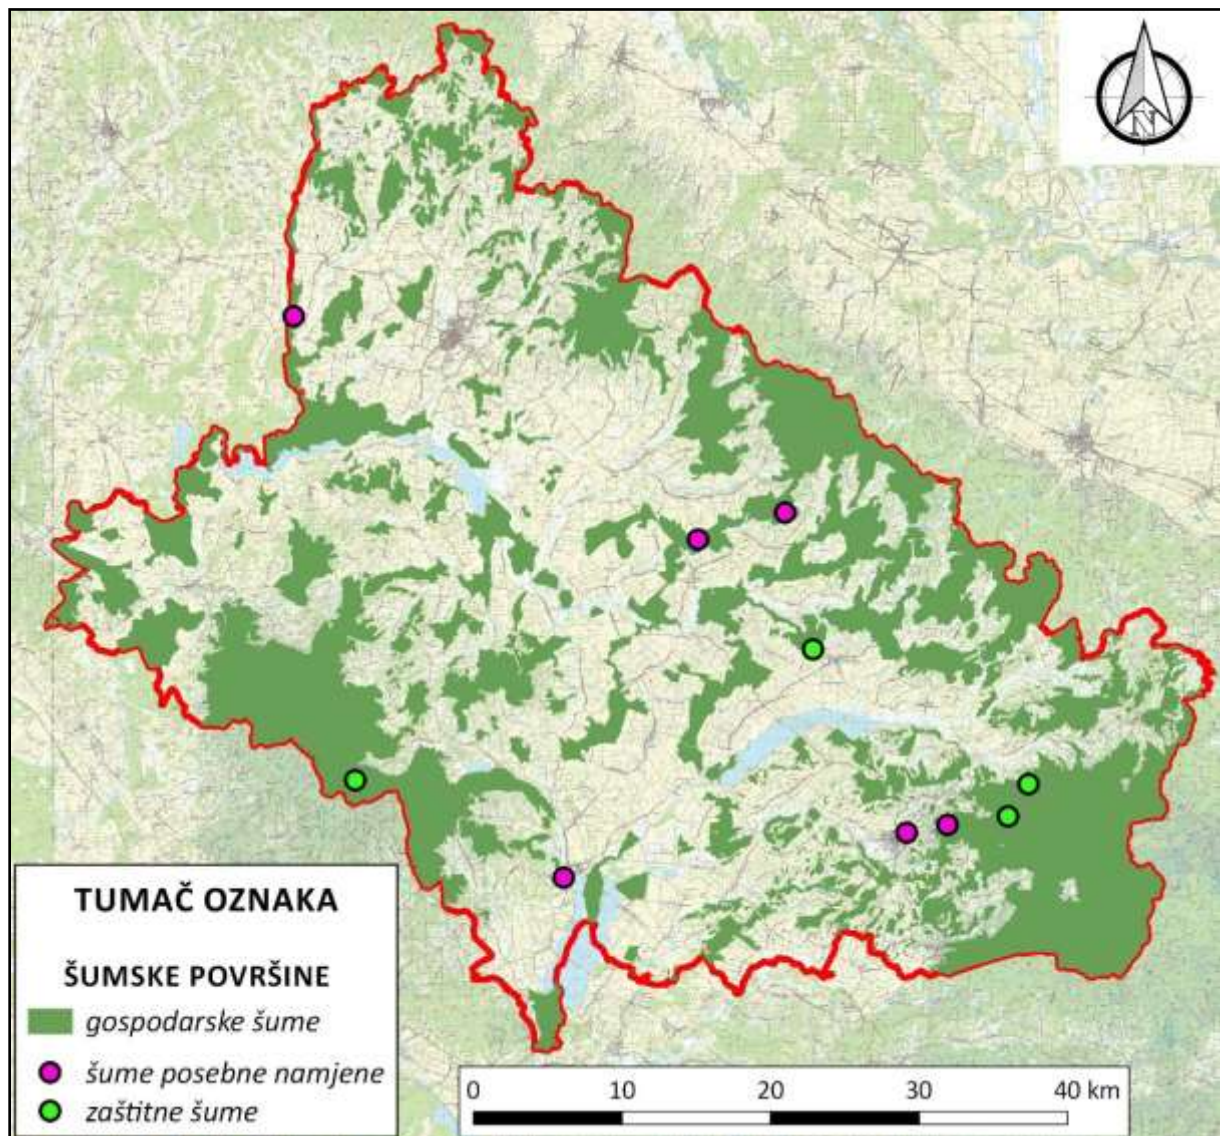 N
TUMAČ OZNAKA
ŠUMSKE POVRŠINE
gospodarske šume
šume posebne namjene
zaštitne šume
0 10 20 30 40 km